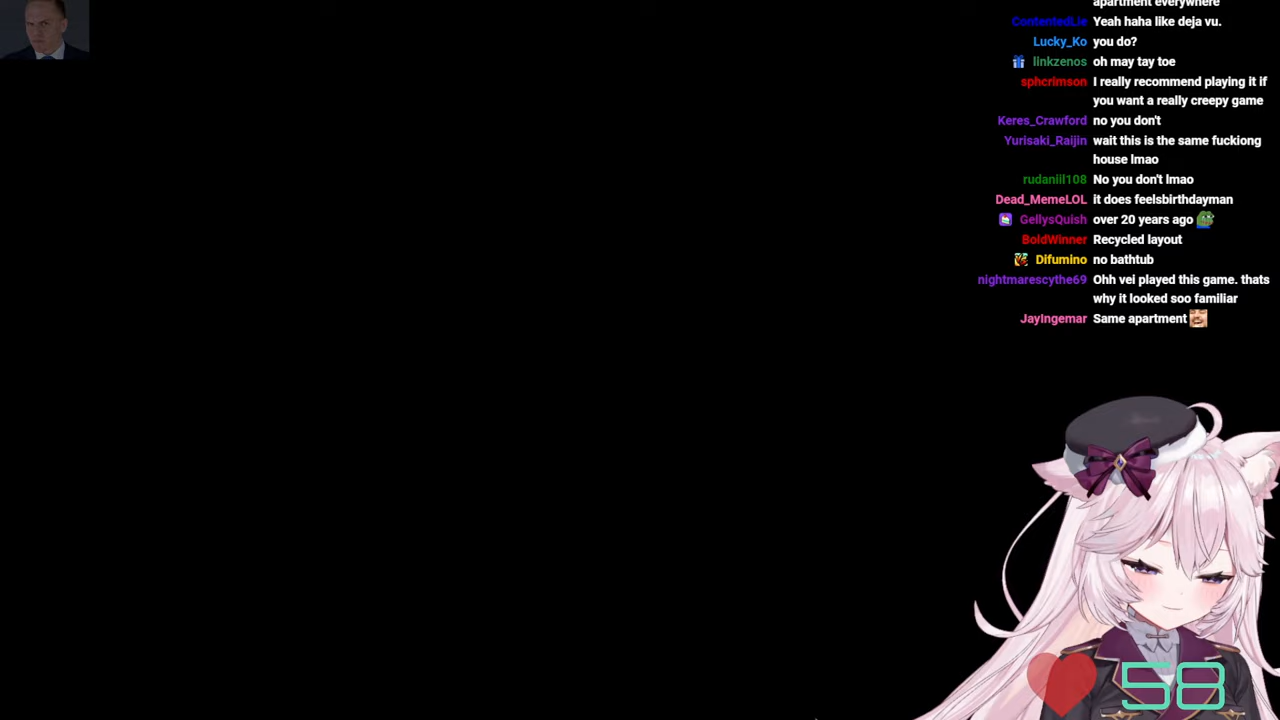 apartment everywhere
ContentedLie Yeah haha like deja vu.
Lucky_Ko you do?
linkzenos oh may tay toe
sphcrimson I really recommend playing it if
you want a really creepy game
Keres_Crawford no you don't
Yurisaki_Raijin wait this is the same fuckiong
house lmao
rudaniil108 No you don't lmao
Dead_MemeLOL it does feelsbirthdayman
GellysQuish over 20 years ago
BoldWinner Recycled layout
Difumino no bathtub
nightmarescythe69 Ohh vei played this game. thats
why it looked soo familiar
JayIngemar Same apartment
58